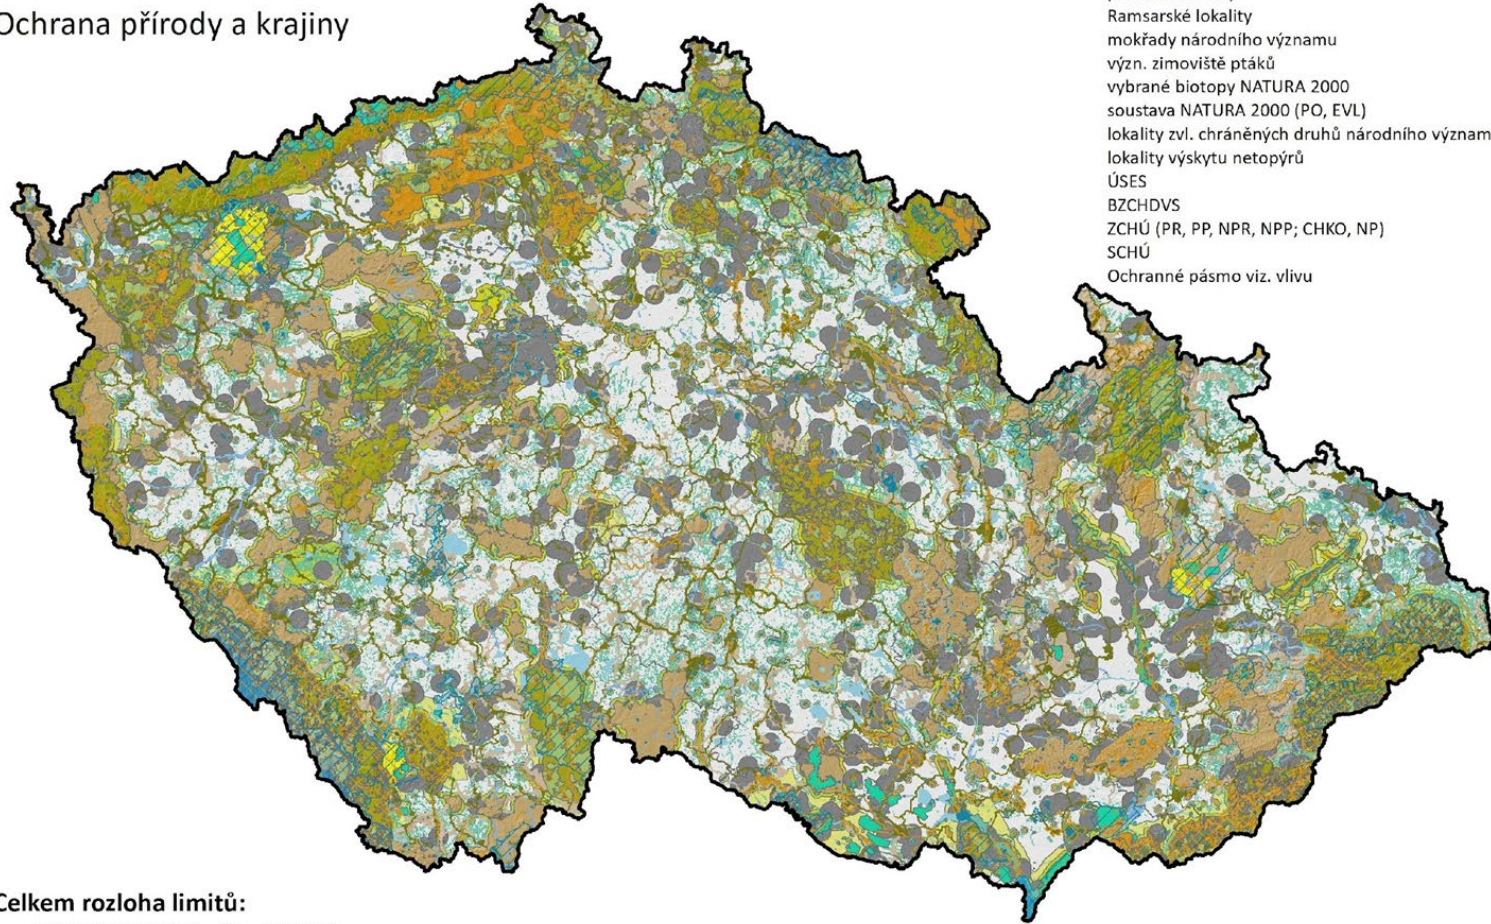 Ochrana přírody a krajiny
Ramsarské lokality
mokřady národního významu
význ. zimoviště ptáků
vybrané biotopy NATURA 2000
soustava NATURA 2000 (PO, EVL)
lokality zvl. chráněných druhů národního význam
lokality výskytu netopýrů
ÚSES
BZCHDVS
ZCHÚ (PR, PP, NPR, NPP; CHKO, NP)
SCHÚ
Ochranné pásmo viz. vlivu
Celkem rozloha limitů: